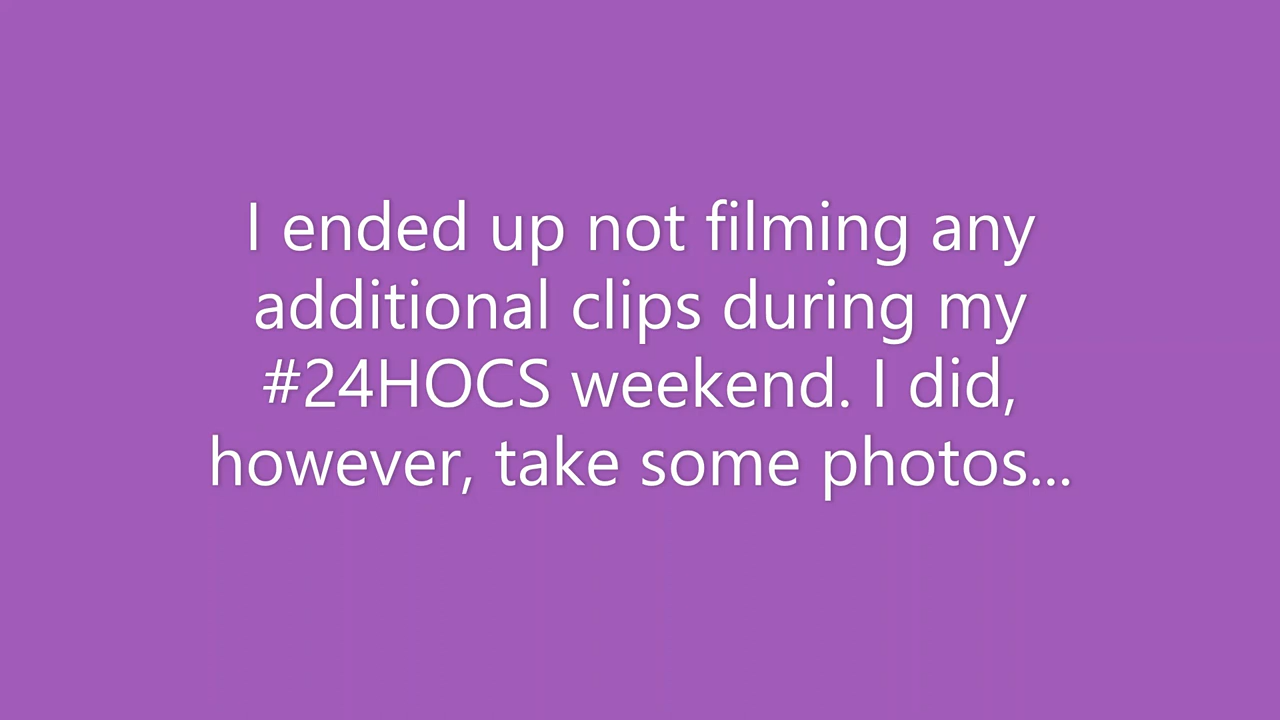 I ended up not filming any
additional clips during my
#24HOCS weekend. I did,
however, take some photos...